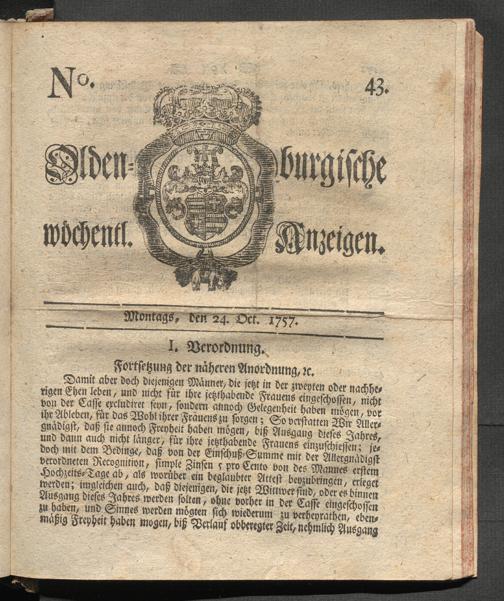 No. 43.
Olden- burgische
wöchentl. Anzeigen.
Montags, den 24. Oct. 1757.
I. Verordnung.
Fortsetzung der näheren Anordnung, ꝛc.
Damit aber doch diejenigen Männer, die jetzt in der zweyten oder nachhe-
rigen Ehen leben, und nicht für ihre jetzthabende Frauens eingeschossen, nicht
von der Casse excludiret seyn, sondern annoch Gelegenheit haben mögen, vor
ihr Ableben, für das Wohl ihrer Frauens zu sorgen; So verstatten Wir Aller-
gnädigst, daß sie annoch Freyheit haben mögen, biß Ausgang dieses Jahres,
und dann auch nicht länger, für ihre jetzthabende Frauens einzuschiessen; je-
doch mit dem Bedinge, daß von der Einschuß-Summe mit der Allergnädigst
verordneten Recognition, simple Zinsen 5 pro Cento von des Mannes erstem
Hochzeits-Tage ab, als worüber ein beglaubter Attest beyzubringen, erleget
werden; imgleichen auch, daß diejenigen, die jetzt Wittwer sind, oder es binnen
Ausgang dieses Jahres werden solten, ohne vorher in der Casse eingeschossen
zu haben, und Sinnes werden mögten sich wiederum zu verheyrathen, eben-
mäßig Freyheit haben mögen, biß Verlauf obberegter Zeit, nehmlich Ausgang